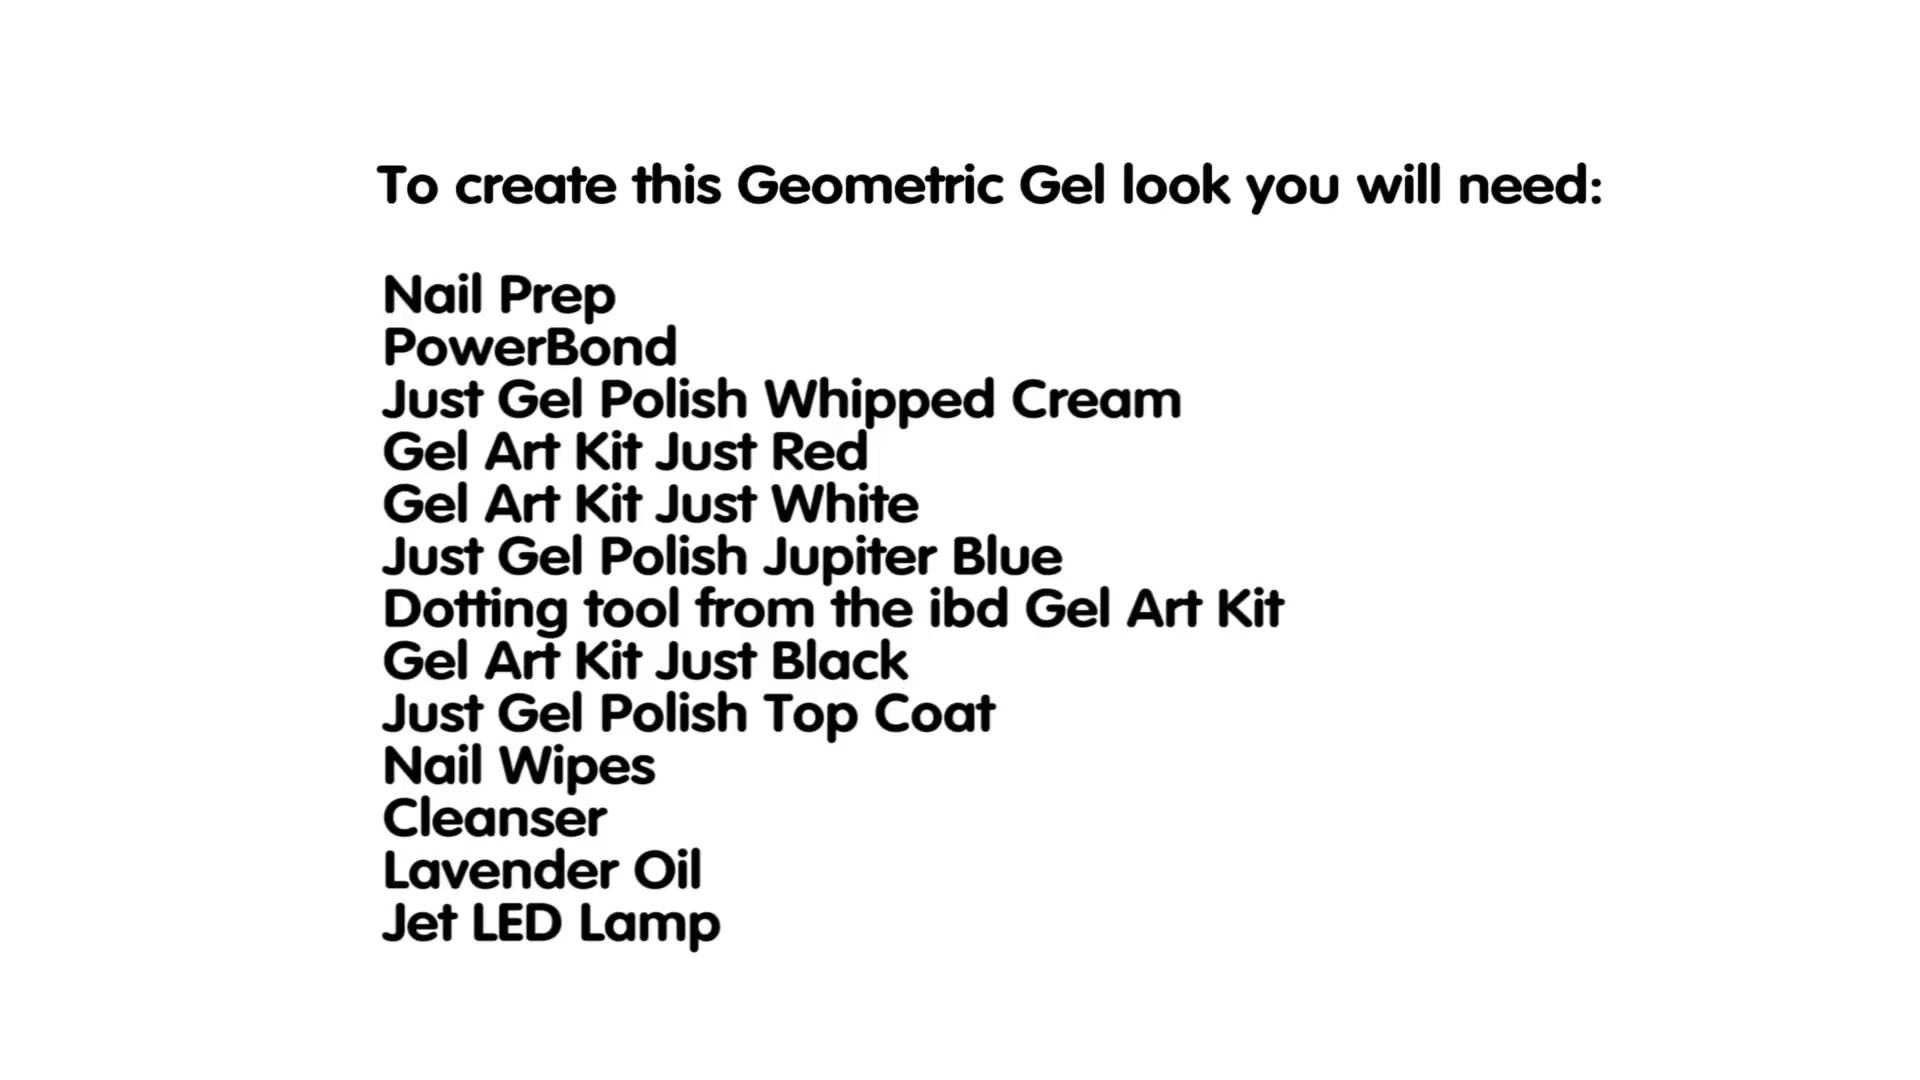 To create this Geometric Gel look you will need:
Nail Prep
PowerBond
Just Gel Polish Whipped Cream
Gel Art Kit Just Red
Gel Art Kit Just White
Just Gel Polish Jupiter Blue
Dotting tool from the ibd Gel Art Kit
Gel Art Kit Just Black
Just Gel Polish Top Coat
Nail Wipes
Cleanser
Lavender Oil
Jet LED Lamp